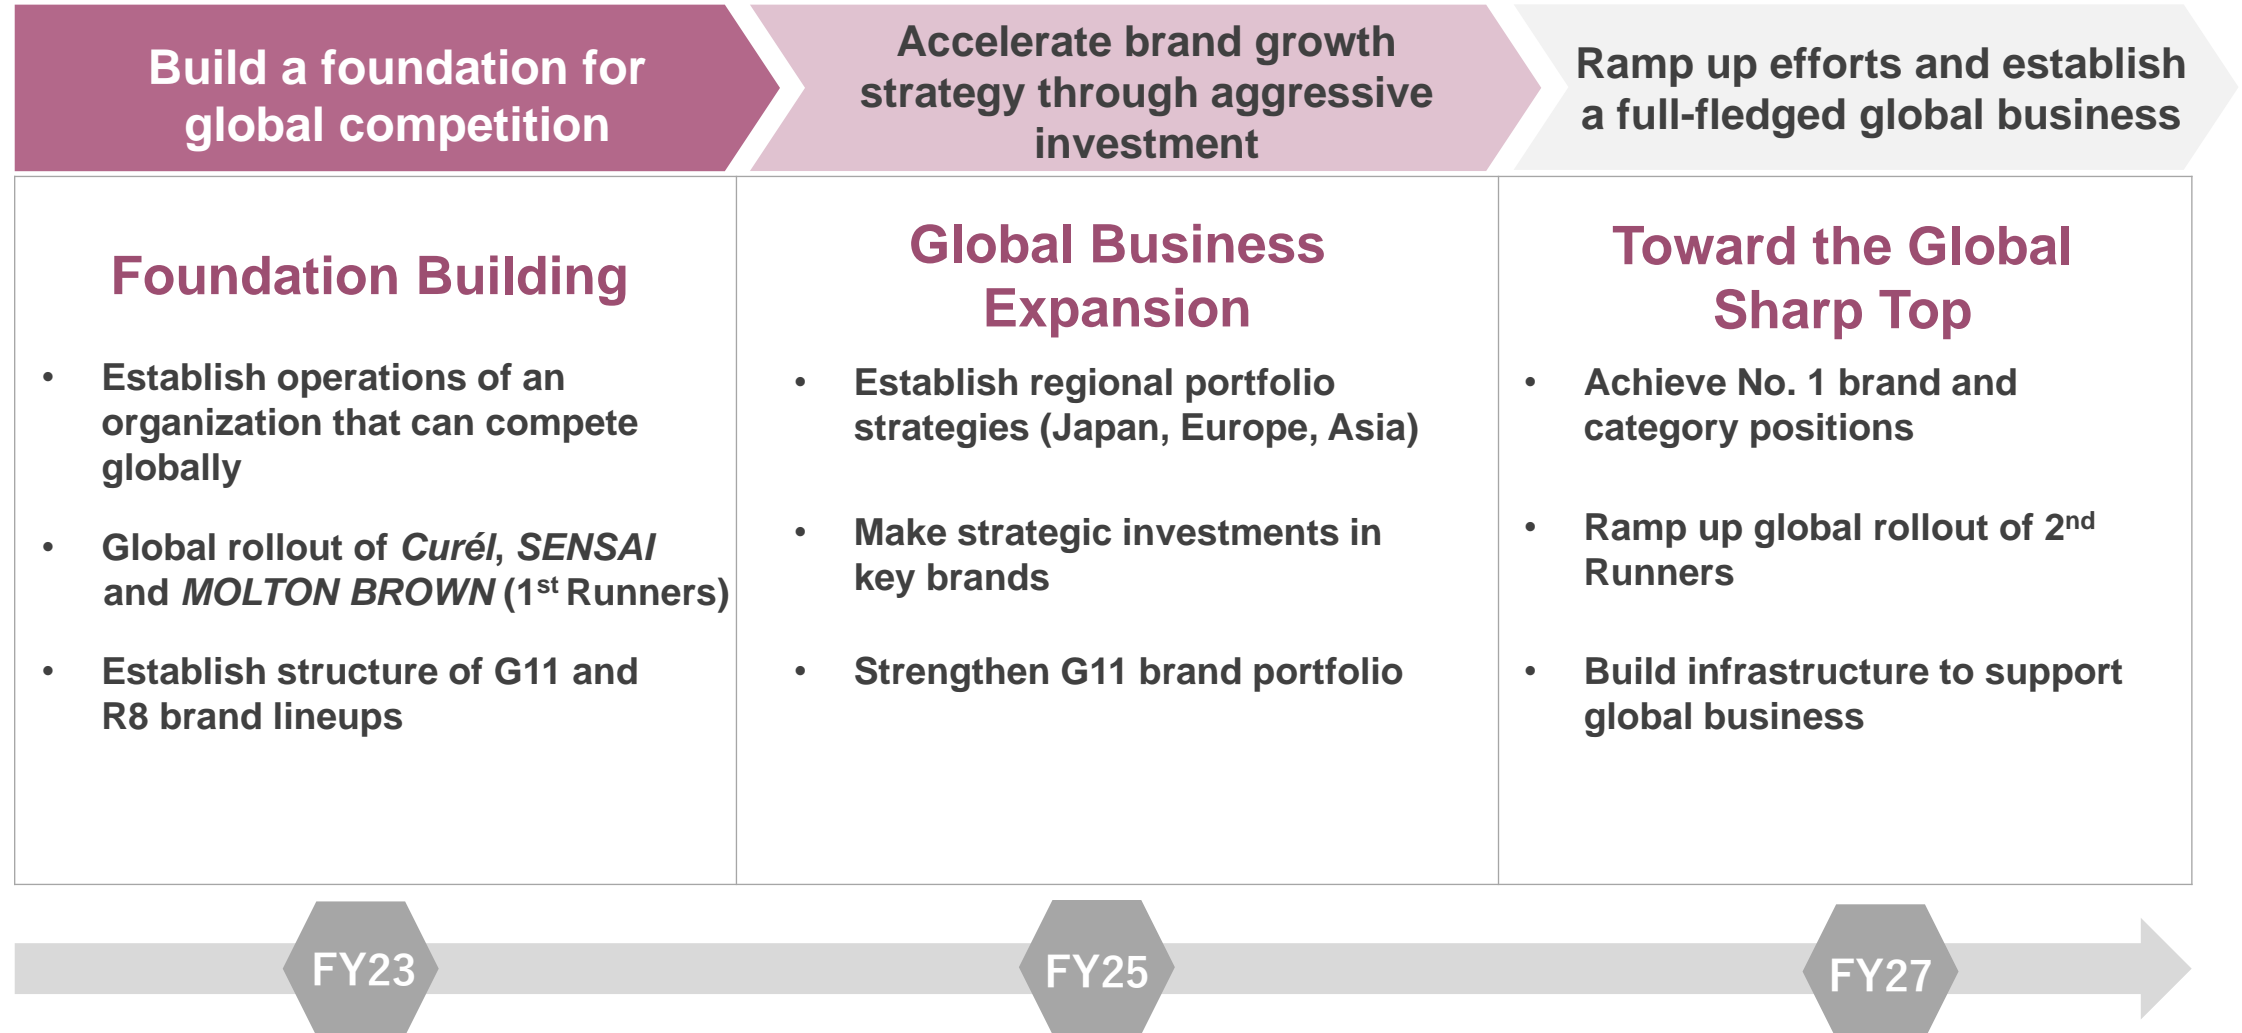 Build a foundation for
global competition
Accelerate brand growth
strategy through aggressive
investment
Ramp up efforts and establish
a full-fledged global business
Foundation Building
• Establish operations of an
organization that can compete
globally
• Global rollout of Curél, SENSAI
and MOLTON BROWN (1st Runners)
• Establish structure of G11 and
R8 brand lineups
Global Business
Expansion
• Establish regional portfolio
strategies (Japan, Europe, Asia)
• Make strategic investments in
key brands
• Strengthen G11 brand portfolio
Toward the Global
Sharp Top
• Achieve No. 1 brand and
category positions
• Ramp up global rollout of 2nd
Runners
• Build infrastructure to support
global business
FY23
FY25
FY27